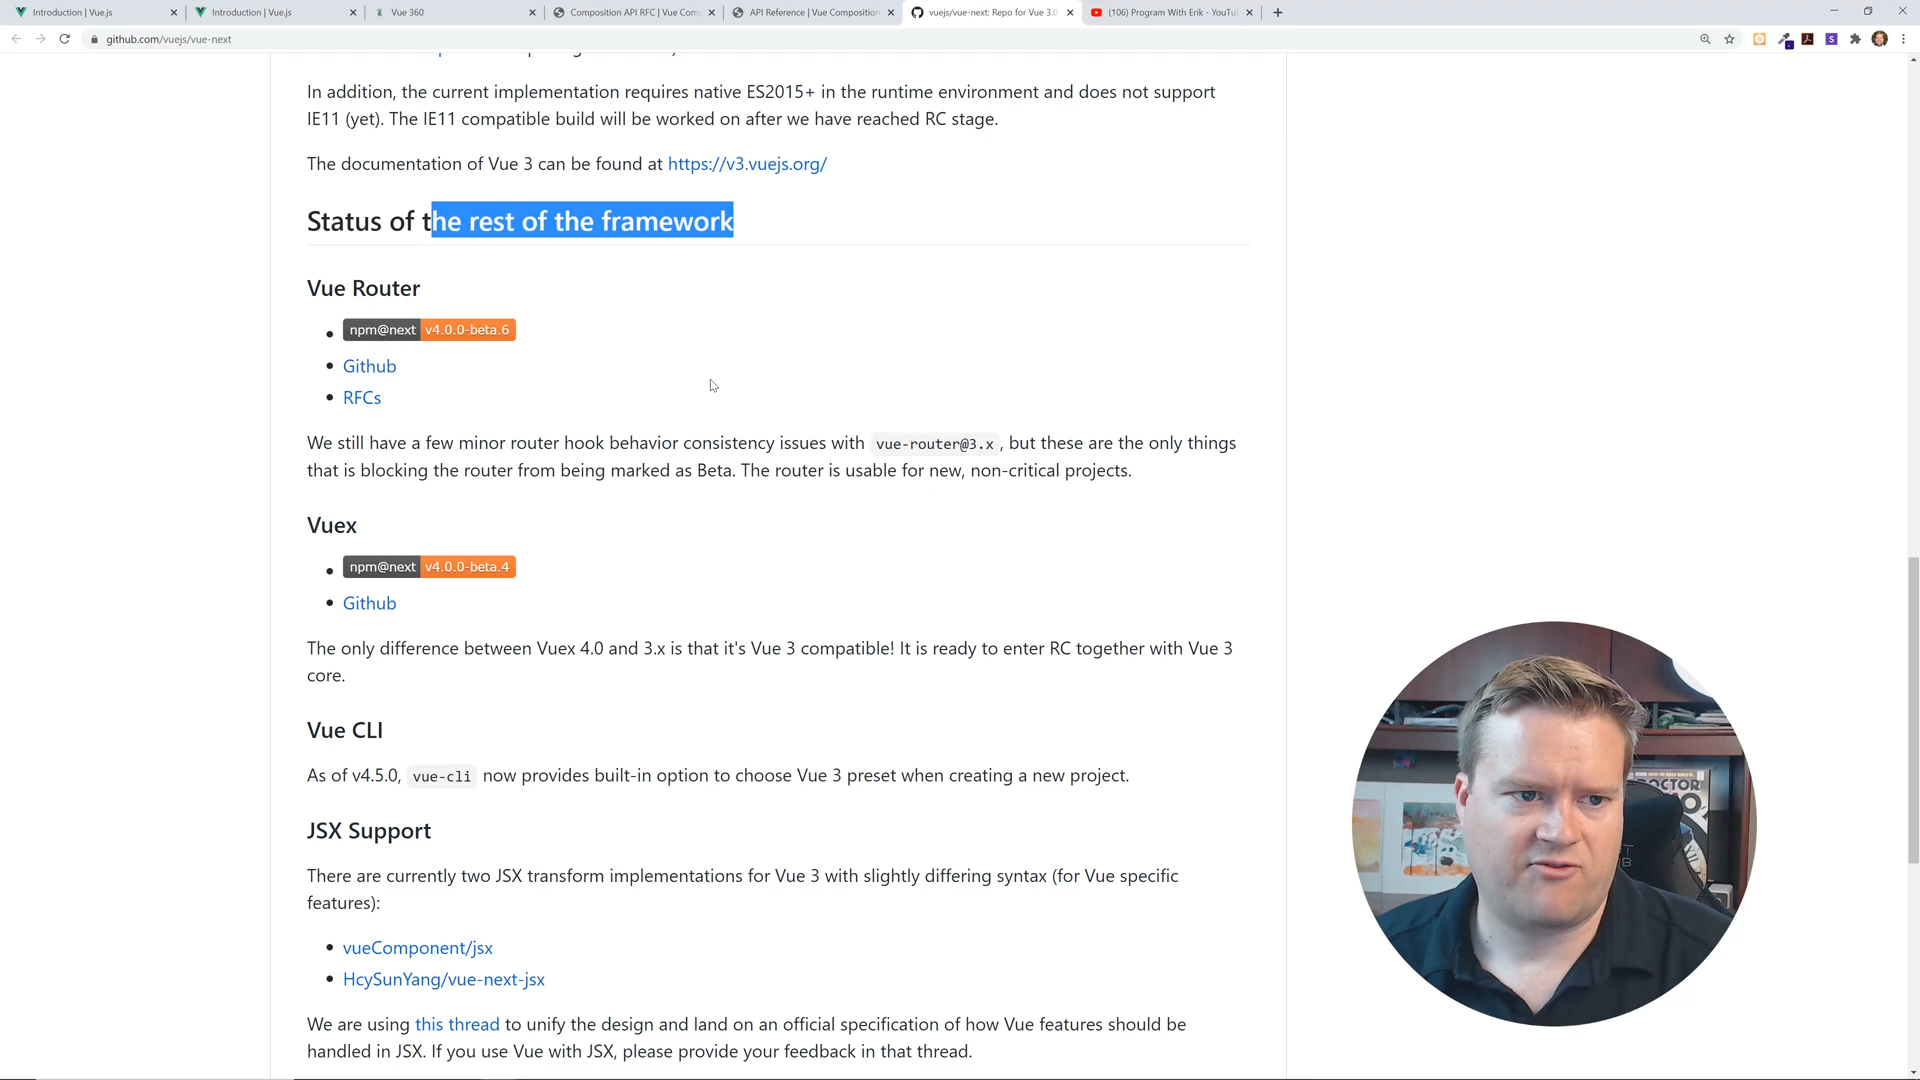 Introduction | Vue.js
Introduction | Vue.js
Vue 360
Composition API RFC | Vue Com
API Reference | Vue Composition
vuejs/vue-next: Repo for Vue 3.0
(106) Program With Erik - YouTu
github.com/vuejs/vue-next
In addition, the current implementation requires native ES2015+ in the runtime environment and does not support
IE11 (yet). The IE11 compatible build will be worked on after we have reached RC stage.
The documentation of Vue 3 can be found at https://v3.vuejs.org/
Status of the rest of the framework
Vue Router
npm@next v4.0.0-beta.6
Github
RFCs
We still have a few minor router hook behavior consistency issues with vue-router@3.x, but these are the only things
that is blocking the router from being marked as Beta. The router is usable for new, non-critical projects.
Vuex
npm@next v4.0.0-beta.4
Github
The only difference between Vuex 4.0 and 3.x is that it's Vue 3 compatible! It is ready to enter RC together with Vue 3
core.
Vue CLI
As of v4.5.0, vue-cli now provides built-in option to choose Vue 3 preset when creating a new project.
JSX Support
There are currently two JSX transform implementations for Vue 3 with slightly differing syntax (for Vue specific
features):
vueComponent/jsx
HcySunYang/vue-next-jsx
We are using this thread to unify the design and land on an official specification of how Vue features should be
handled in JSX. If you use Vue with JSX, please provide your feedback in that thread.
DOCTOR